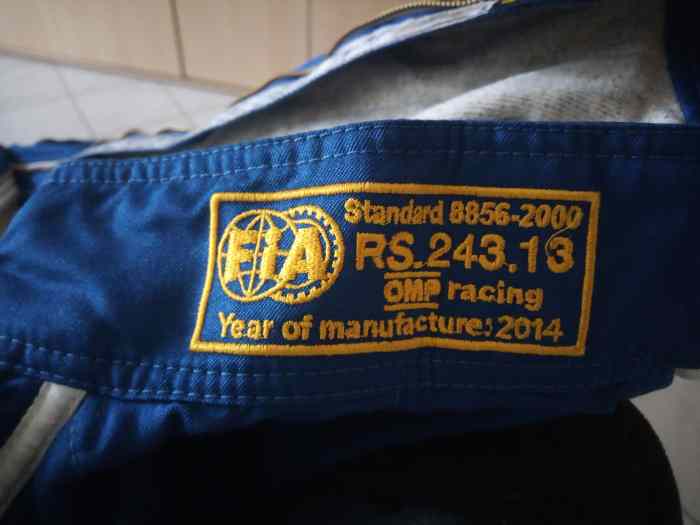 FIA
Standard 8856-2000
RS.243.13
OMP racing
Year of manufacture: 2014